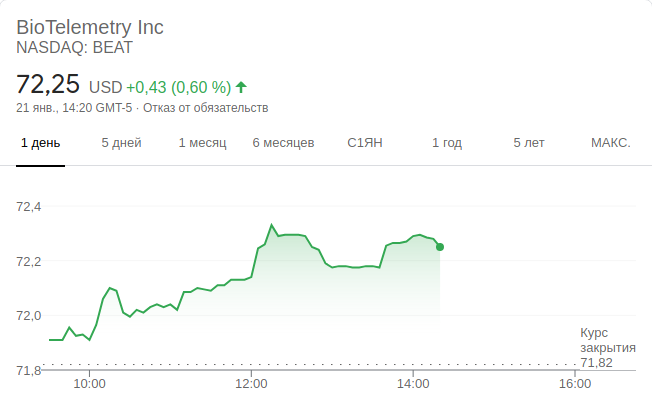 BioTelemetry Inc
NASDAQ: BEAT
72,25 USD +0,43 (0,60 %)
21 янв., 14:20 GMT-5 · Отказ от обязательств
1 день 5 дней 1 месяц 6 месяцев С1ЯН 1 год 5 лет МАКС.
72,4
72,2
72,0
Курс
закрытия
71,82
71,8
10:00 12:00 14:00 16:00